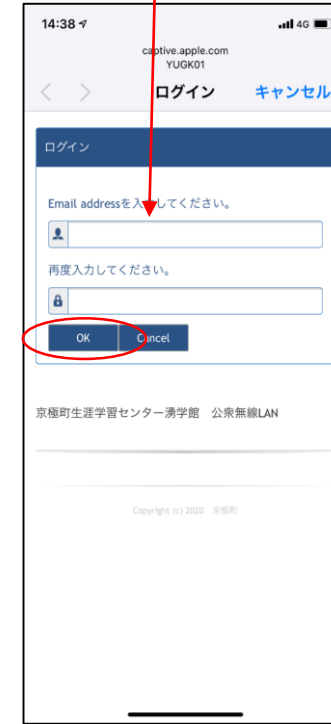 14:38
4G
captive.apple.com
YUGK01
ログイン
キャンセル
ログイン
Email addressを入力してください。
再度入力してください。
OK
Cancel
京極町生涯学習センター湧学館 公衆無線LAN
Copyright (c) 2020 京極町